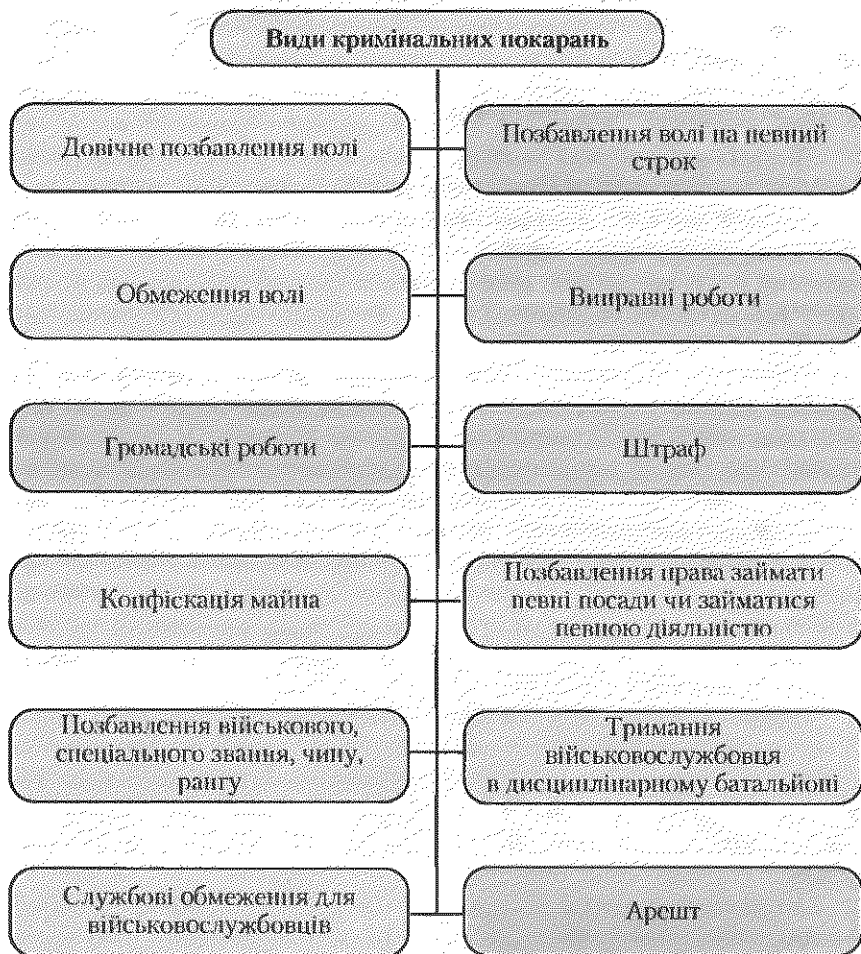 Види кримінальних покарань
Довічне позбавлення волі
Позбавлення волі на певний
строк
Обмеження волі
Виправні роботи
Громадські роботи
Штраф
Конфіскація майна
Позбавлення права займати
певні посади чи займатися
певною діяльністю
Позбавлення військового,
спеціального звання, чину,
рангу
Тримання
військовослужбовця
в дисциплінарному батальйоні
Службові обмеження для
військовослужбовців
Арешт